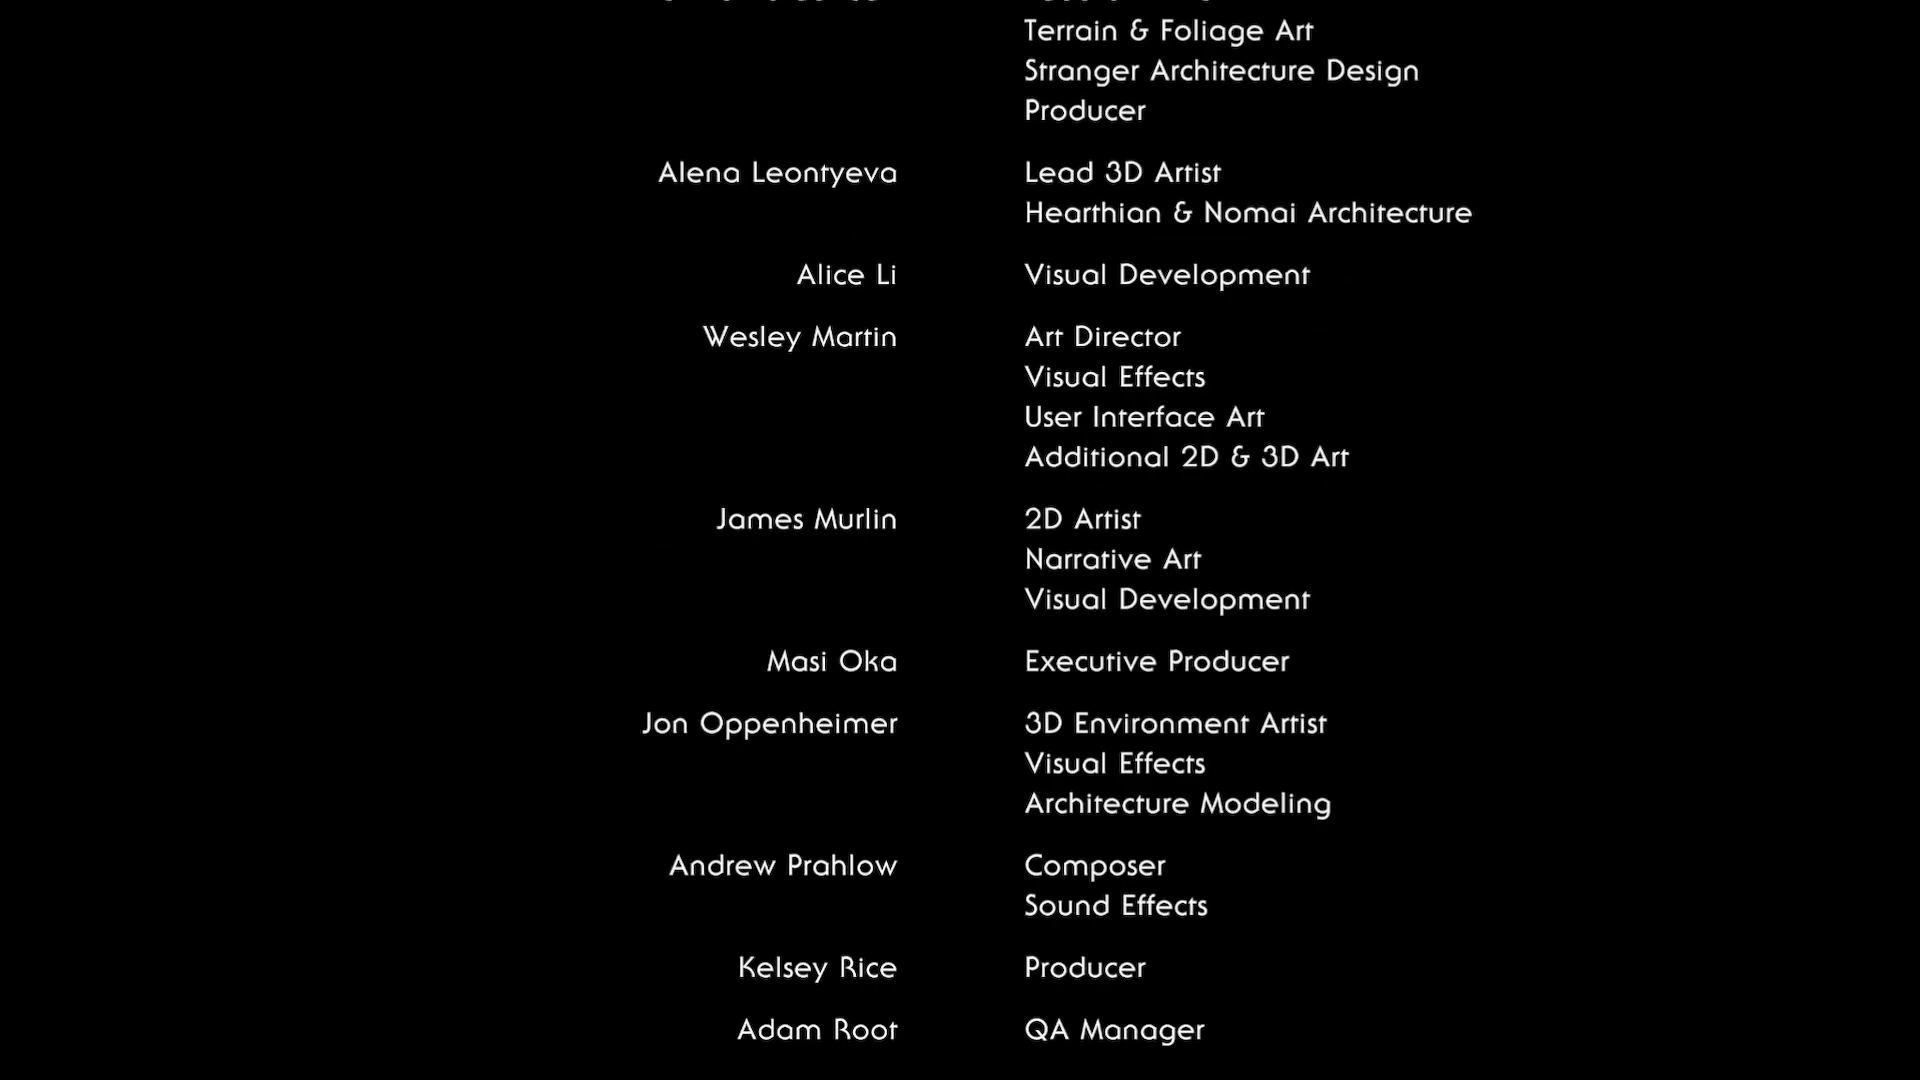 Terrain & Foliage Art
Stranger Architecture Design
Producer
Alena Leontyeva Lead 3D Artist
Hearthian & Nomai Architecture
Alice Li Visual Development
Wesley Martin Art Director
Visual Effects
User Interface Art
Additional 2D & 3D Art
James Murlin 2D Artist
Narrative Art
Visual Development
Masi Oka Executive Producer
Jon Oppenheimer 3D Environment Artist
Visual Effects
Architecture Modeling
Andrew Prahlow Composer
Sound Effects
Kelsey Rice Producer
Adam Root QA Manager